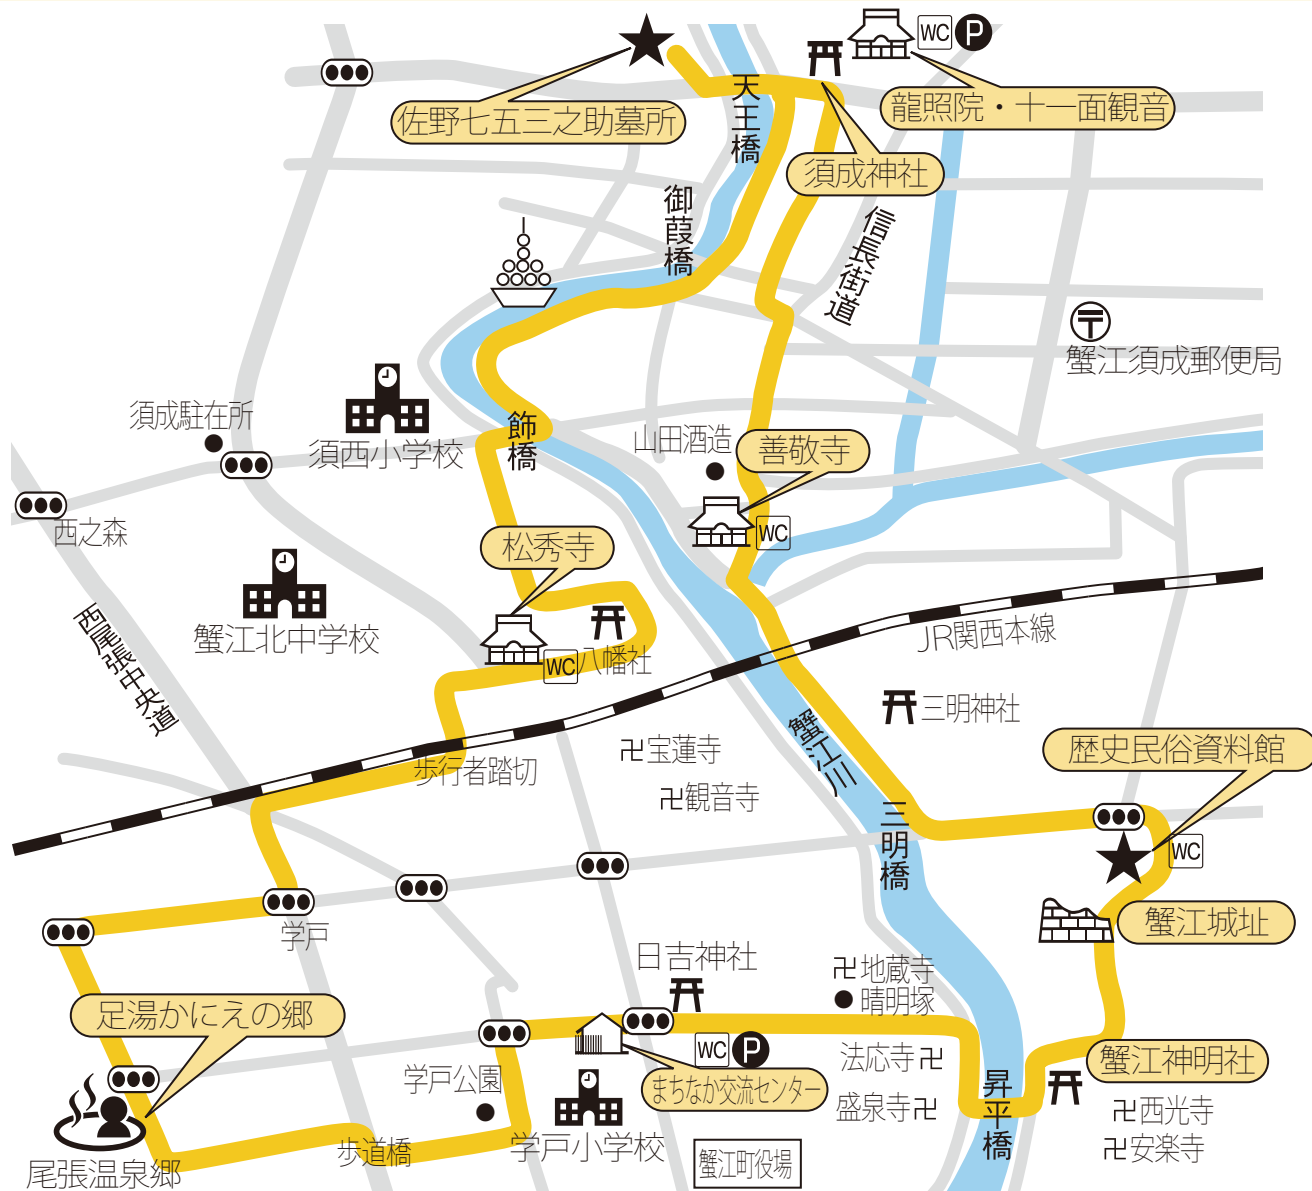 WC
P
佐野七五三之助墓所
天王橋
龍照院・十一面観音
須成神社
御葭橋
信長街道
蟹江須成郵便局
須成駐在所
須西小学校
飾橋
山田酒造
善敬寺
WC
西之森
松秀寺
蟹江北中学校
西尾張中央道
WC
八幡社
JR関西本線
三明神社
蟹江川
卍宝蓮寺
歴史民俗資料館
歩行者踏切
卍観音寺
三明橋
WC
学戸
蟹江城址
日吉神社
卍地蔵寺
晴明塚
足湯かにえの郷
WC
P
法応寺卍
蟹江神明社
学戸公園
まちなか交流センター
盛泉寺卍
昇平橋
卍西光寺
歩道橋
学戸小学校
卍安楽寺
尾張温泉郷
蟹江町役場